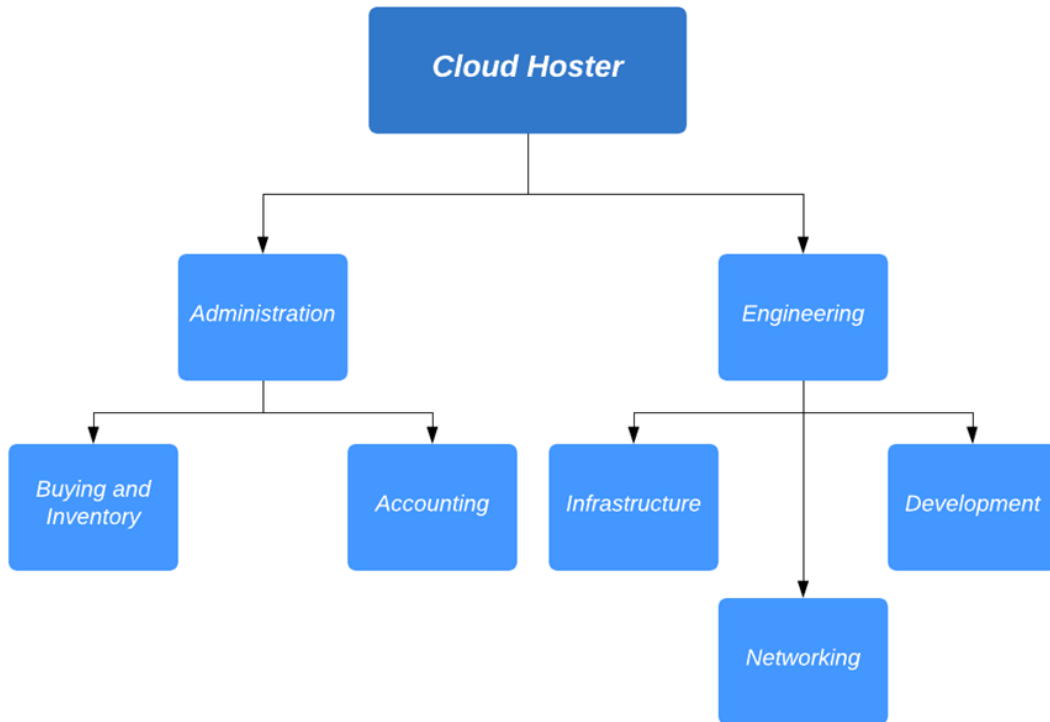 Cloud Hoster
Administration
Engineering
Buying and
Inventory
Accounting
Infrastructure
Development
Networking